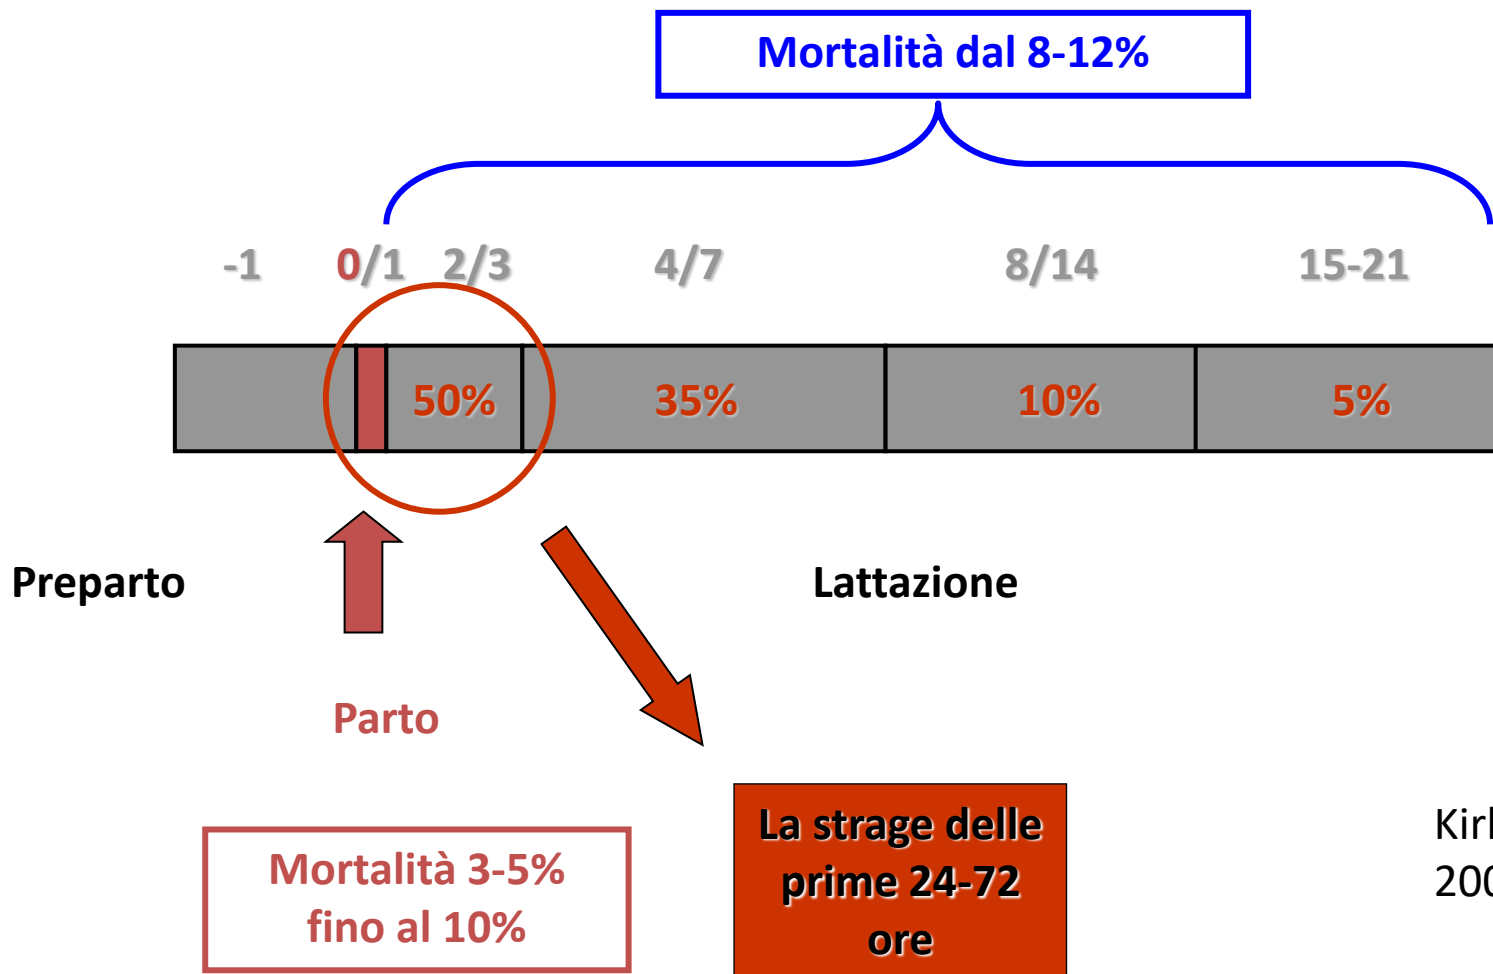 Mortalità dal 8-12%
-1 0/1 2/3 4/7 8/14 15-21
50% 35% 10% 5%
Preparto
Lattazione
Parto
Mortalità 3-5%
fino al 10%
La strage delle
prime 24-72
ore